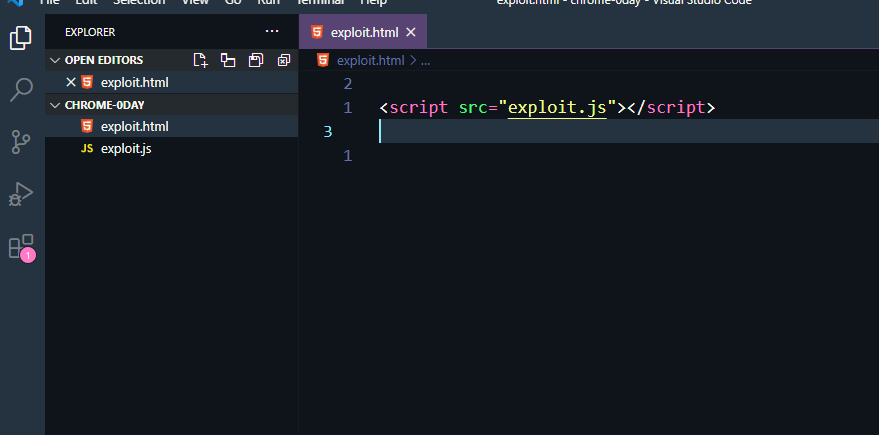 File Edit Selection View Go Run Terminal Help exploit.html - chrome-0day - Visual Studio Code
EXPLORER ...
OPEN EDITORS
exploit.html
CHROME-0DAY
exploit.html
JS exploit.js
1
exploit.html
exploit.html > ...
2
1 <script src="exploit.js"></script>
3
1